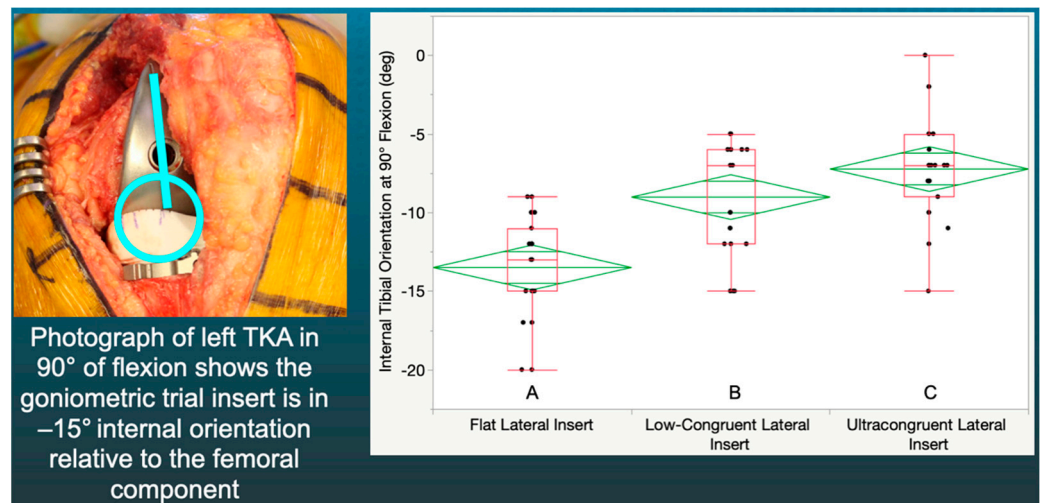 Photograph of left TKA in
90° of flexion shows the
goniometric trial insert is in
–15° internal orientation
relative to the femoral
component
Internal Tibial Orientation at 90° Flexion (deg)
0
-5
-10
-15
-20
A
B
C
Flat Lateral Insert
Low-Congruent Lateral
Insert
Ultracongruent Lateral
Insert